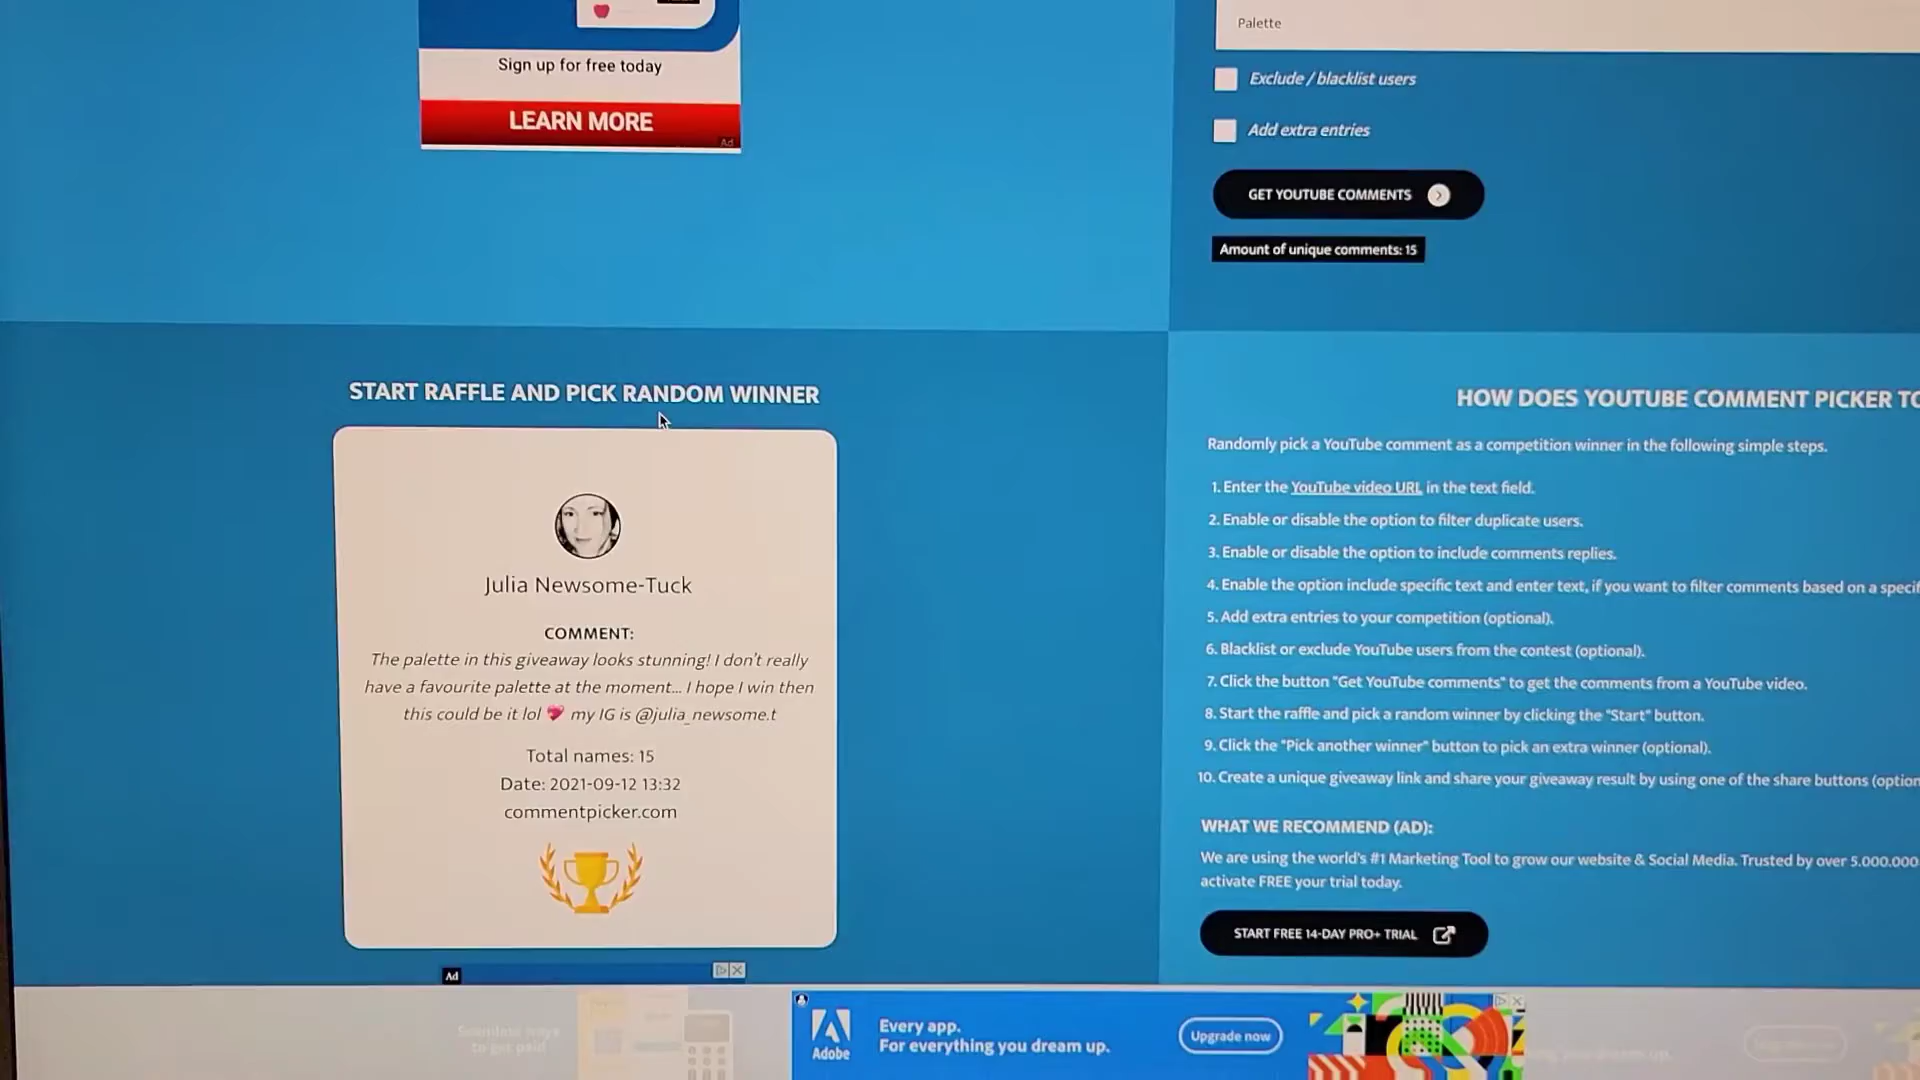 Sign up for free today
LEARN MORE
Ad
Palette
Exclude / blacklist users
Add extra entries
GET YOUTUBE COMMENTS
Amount of unique comments: 15
START RAFFLE AND PICK RANDOM WINNER
Julia Newsome-Tuck
COMMENT:
The palette in this giveaway looks stunning! I don't really
have a favourite palette at the moment... I hope I win then
this could be it lol 💖 my IG is @julia_newsome.t
Total names: 15
Date: 2021-09-12 13:32
commentpicker.com
HOW DOES YOUTUBE COMMENT PICKER TO
Randomly pick a YouTube comment as a competition winner in the following simple steps.
1. Enter the YouTube video URL in the text field.
2. Enable or disable the option to filter duplicate users.
3. Enable or disable the option to include comments replies.
4. Enable the option include specific text and enter text, if you want to filter comments based on a specif
5. Add extra entries to your competition (optional).
6. Blacklist or exclude YouTube users from the contest (optional).
7. Click the button "Get YouTube comments" to get the comments from a YouTube video.
8. Start the raffle and pick a random winner by clicking the "Start" button.
9. Click the "Pick another winner" button to pick an extra winner (optional).
10. Create a unique giveaway link and share your giveaway result by using one of the share buttons (option
WHAT WE RECOMMEND (AD):
We are using the world's #1 Marketing Tool to grow our website & Social Media. Trusted by over 5.000.000
activate FREE your trial today.
START FREE 14-DAY PRO+ TRIAL
Ad
Seamless ways
to get paid
Adobe
Every app.
For everything you dream up.
Upgrade now